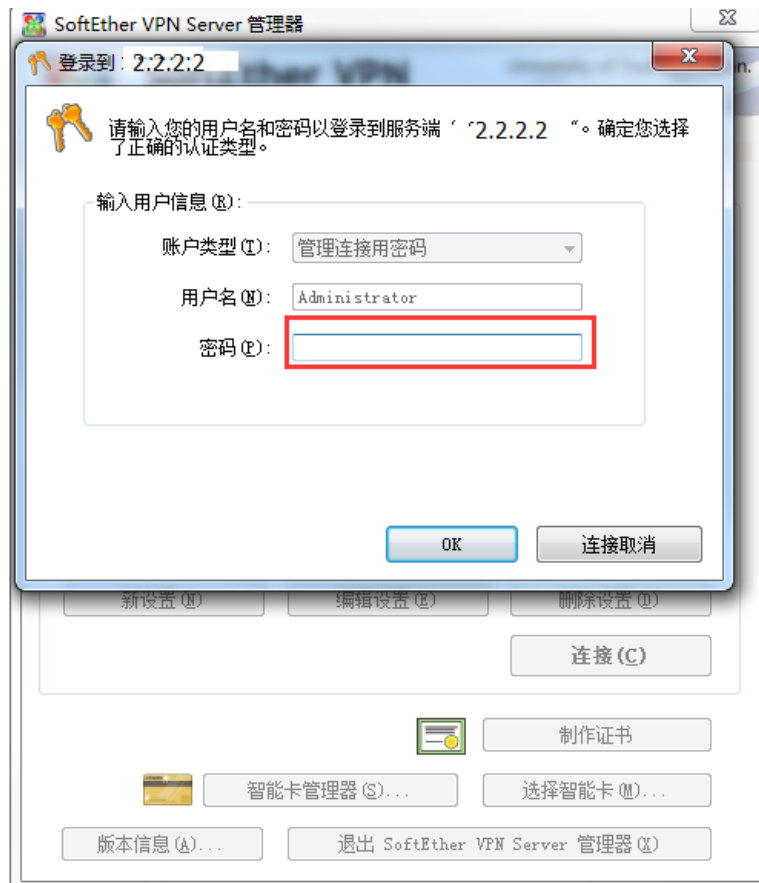 SoftEther VPN Server 管理器
登录到: 2.2.2.2
请输入您的用户名和密码以登录到服务端 ‘ ‘2.2.2.2 “。确定您选择
了正确的认证类型。
输入用户信息(R):
账户类型(T): 管理连接用密码
用户名(N): Administrator
密码(P):
OK 连接取消
新设置(N) 编辑设置(E) 删除设置(D)
连接(C)
制作证书
智能卡管理器(S)... 选择智能卡(M)...
版本信息(A)... 退出 SoftEther VPN Server 管理器(X)